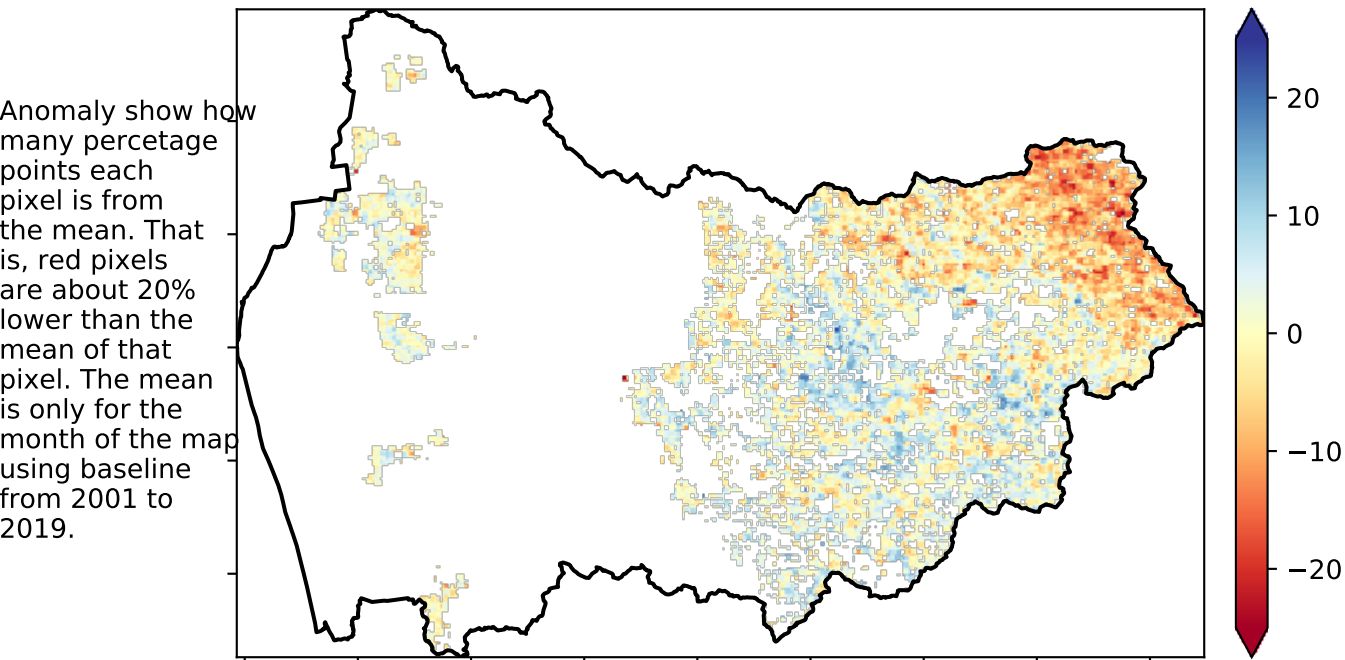 Anomaly show how
many percetage
points each
pixel is from
the mean. That
is, red pixels
are about 20%
lower than the
mean of that
pixel. The mean
is only for the
month of the map
using baseline
from 2001 to
2019.
20
10
0
−10
−20